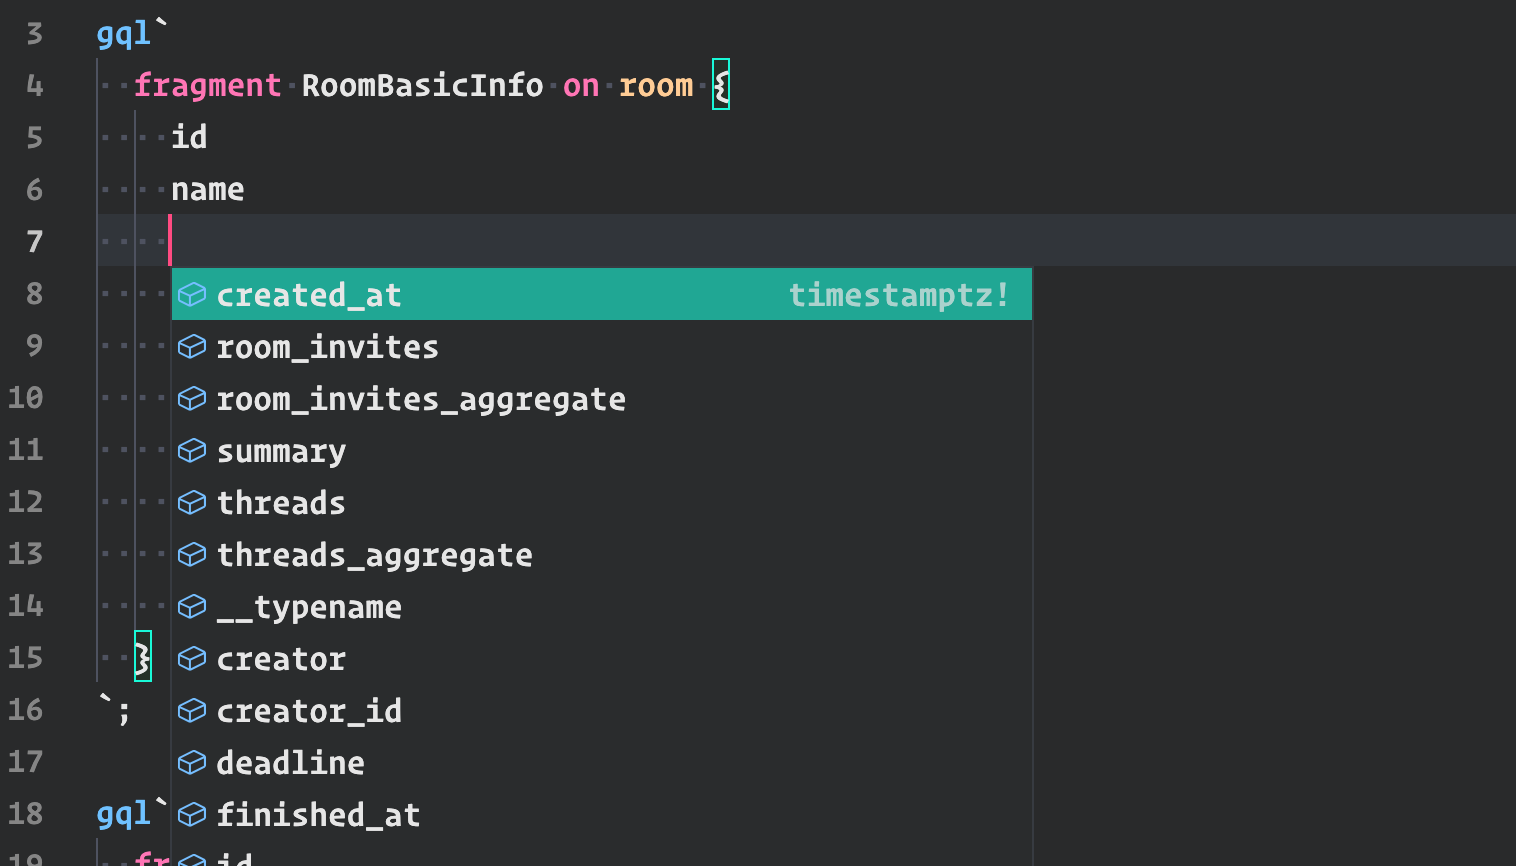 3 gql`
4 fragment RoomBasicInfo on room {
5 id
6 name
7
8 created_at timestamptz!
9 room_invites
10 room_invites_aggregate
11 summary
12 threads
13 threads_aggregate
14 __typename
15 } creator
16 `; creator_id
17 deadline
18 gql` finished_at
19 fr id